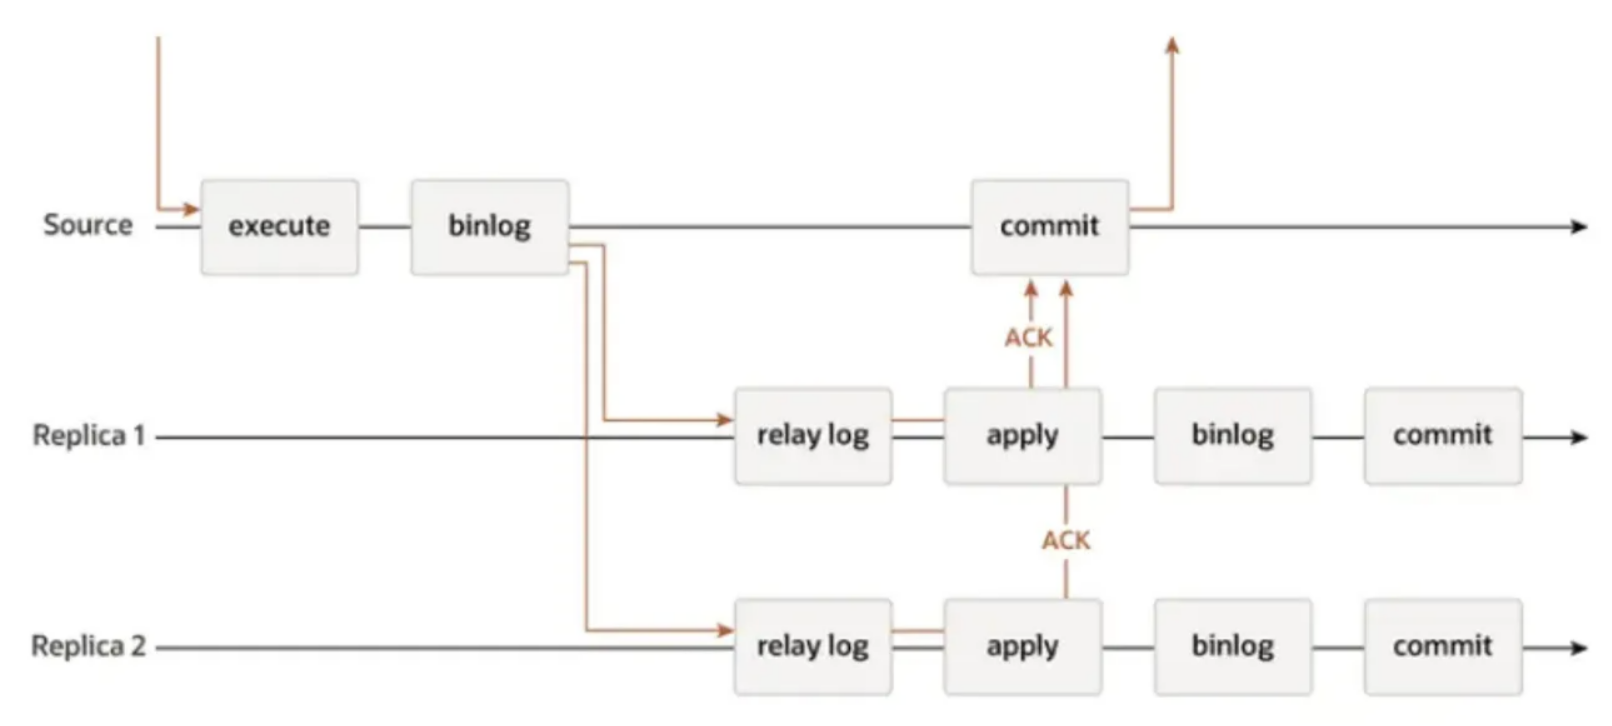 Source
execute
binlog
commit
ACK
Replica 1
relay log
apply
binlog
commit
ACK
Replica 2
relay log
apply
binlog
commit